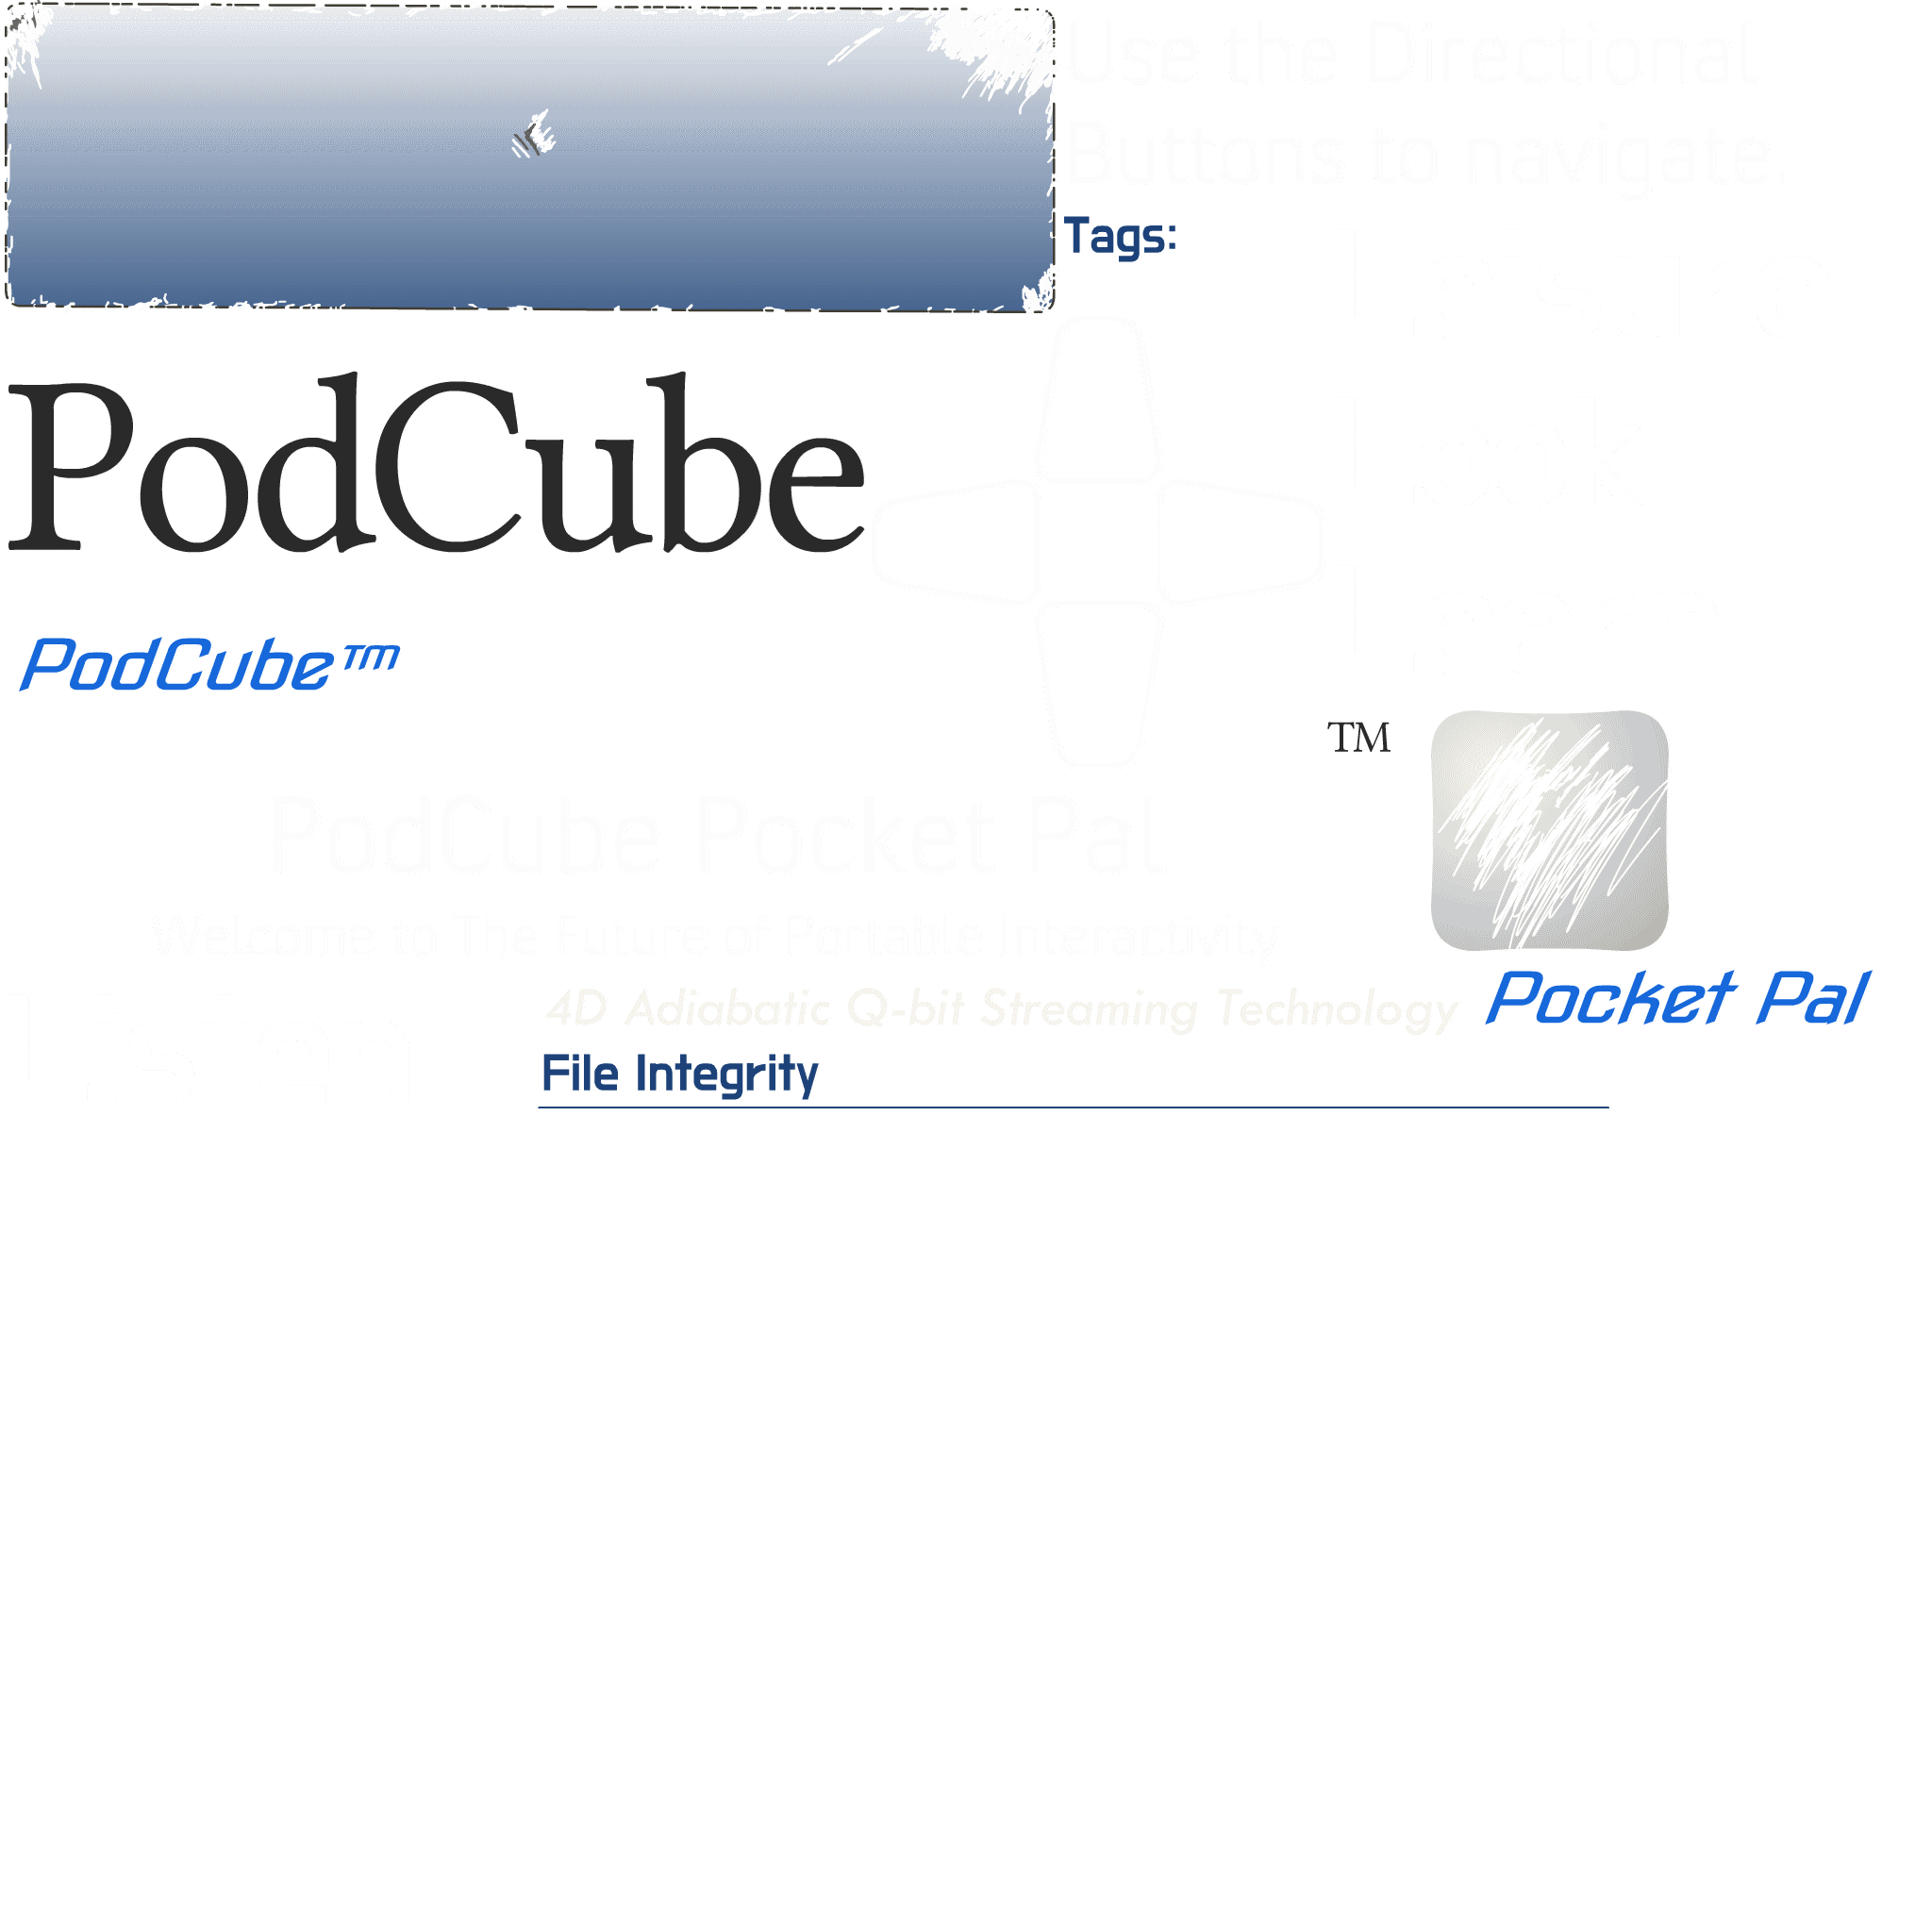 Use the Directional
Buttons to navigate.
Tags:
PodCube
PodCube™
TM
PodCube Pocket Pal
Welcome to The Future of Portable Interactivity
4D Adiabatic Q-bit Streaming Technology
Pocket Pal
File Integrity